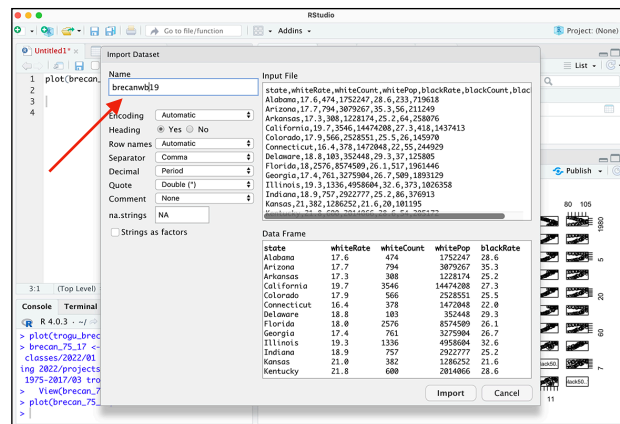 RStudio
Go to file/function
Addins
Project: (None)
Untitled1*
Import Dataset
Name
brecanwb19
Encoding Automatic
Heading Yes No
Row names Automatic
Separator Comma
Decimal Period
Quote Double (")
Comment None
na.strings NA
Strings as factors
Input File
state,whiteRate,whiteCount,whitePop,blackRate,blackCount,blac
Alabama,17.6,474,1752247,28.6,233,719618
Arizona,17.7,794,3079267,35.3,56,211249
Arkansas,17.3,308,1228174,25.2,64,258076
California,19.7,3546,14474208,27.3,418,1437413
Colorado,17.9,566,2528551,25.5,26,145970
Connecticut,16.4,378,1472048,22,55,244929
Delaware,18.8,103,352448,29.3,37,125805
Florida,18,2576,8574509,26.1,517,1961446
Georgia,17.4,761,3275904,26.7,509,1893129
Illinois,19.3,1336,4958604,32.6,373,1026358
Indiana,18.9,757,2922777,25.2,86,376913
Kansas,21,382,1286252,21.6,20,101195
Data Frame
state whiteRate whiteCount whitePop blackRate
Alabama 17.6 474 1752247 28.6
Arizona 17.7 794 3079267 35.3
Arkansas 17.3 308 1228174 25.2
California 19.7 3546 14474208 27.3
Colorado 17.9 566 2528551 25.5
Connecticut 16.4 378 1472048 22.0
Delaware 18.8 103 352448 29.3
Florida 18.0 2576 8574509 26.1
Georgia 17.4 761 3275904 26.7
Illinois 19.3 1336 4958604 32.6
Indiana 18.9 757 2922777 25.2
Kansas 21.0 382 1286252 21.6
Kentucky 21.8 600 2014066 28.6
Import Cancel
1 plot(brecan_
2
3
4
3:1 (Top Level)
Console Terminal
R 4.0.3 · ~/
> plot(trogu_brec
> brecan_75_17 <-
classes/2022/01
ing 2022/projects
1975-2017/03 tro
> View(brecan_7
> plot(brecan_75_
>
List
Publish
80 105
1980
5
20
60
7
11